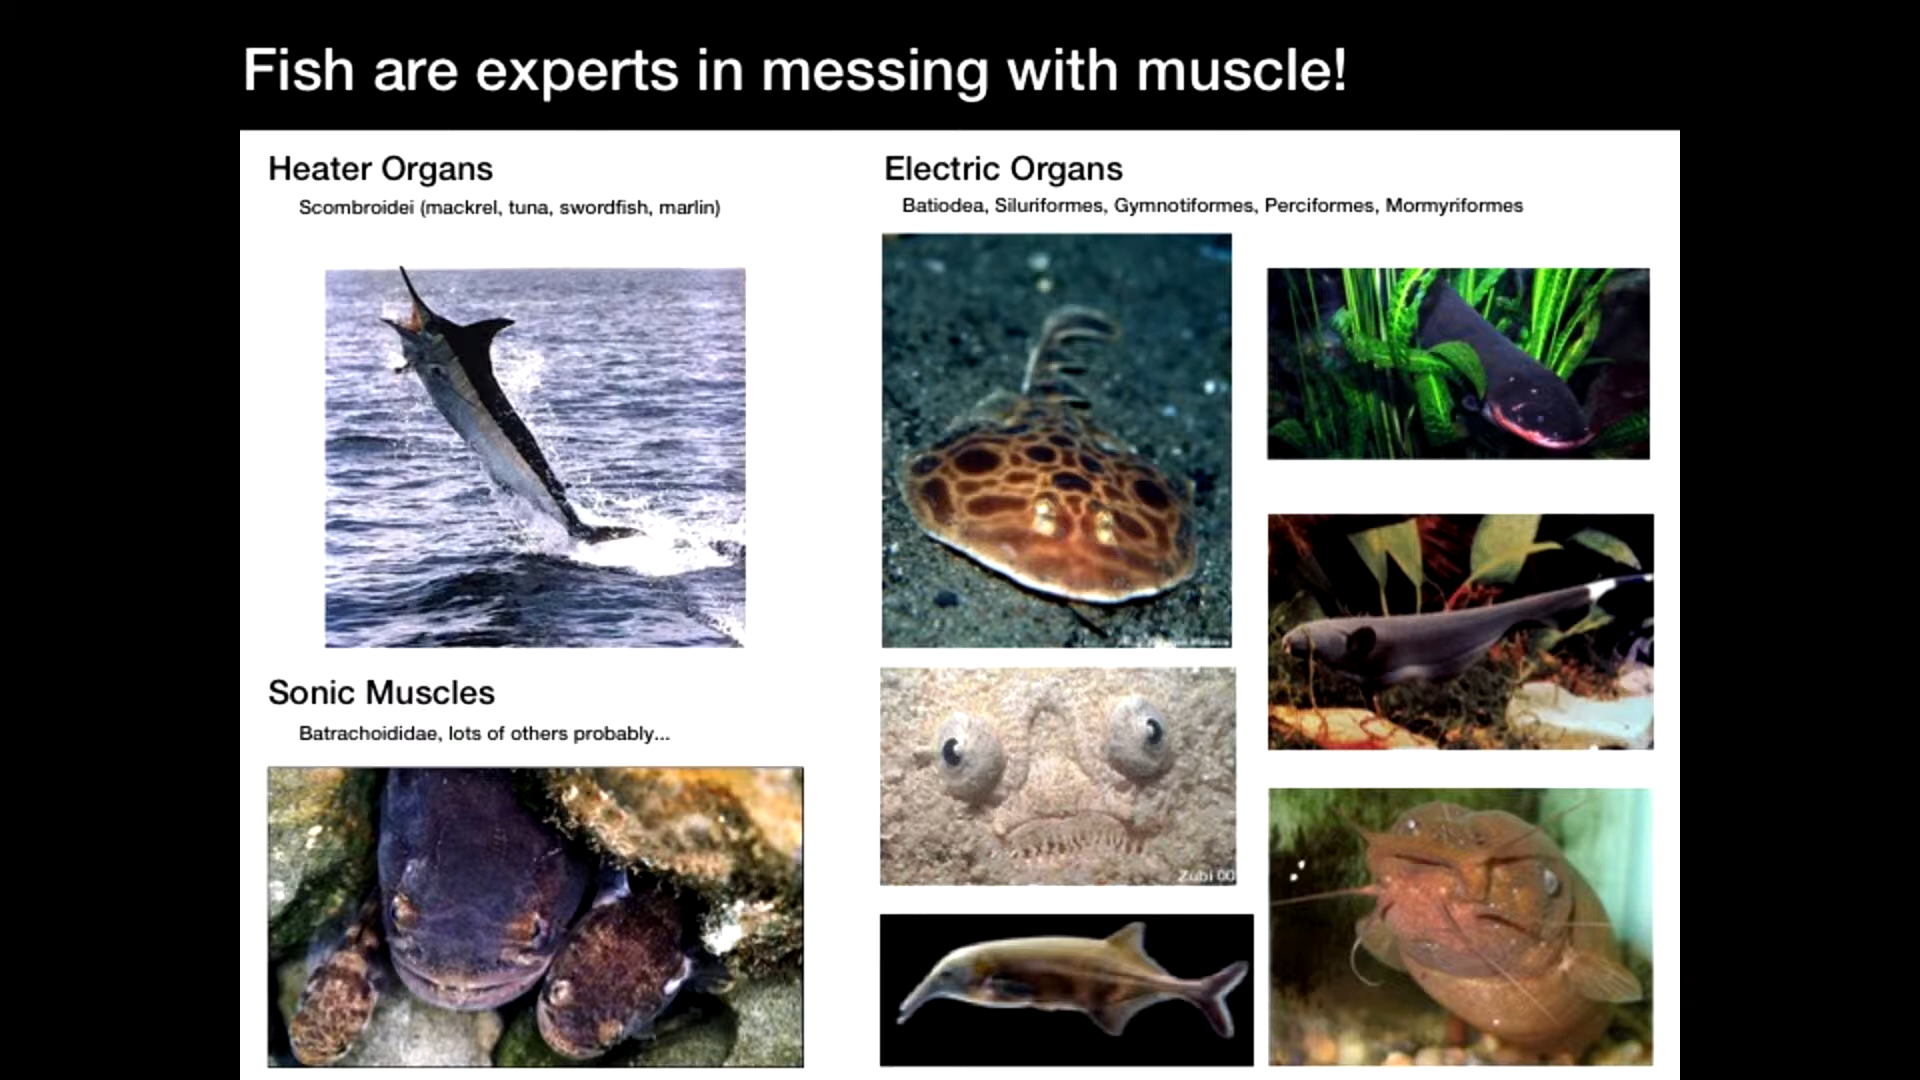 Fish are experts in messing with muscle!
Heater Organs
Scombroidei (mackrel, tuna, swordfish, marlin)
Electric Organs
Batiodea, Siluriformes, Gymnotiformes, Perciformes, Mormyriformes
Sonic Muscles
Batrachoididae, lots of others probably...
Zubi 00